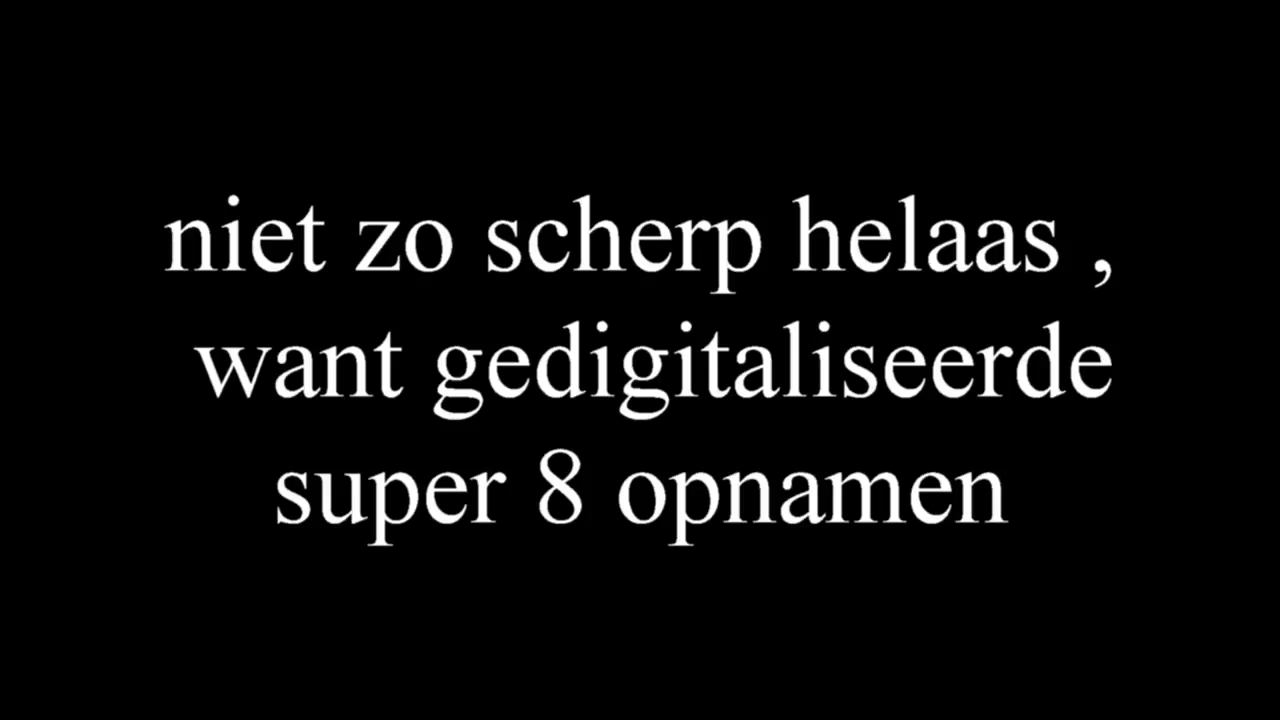 niet zo scherp helaas ,
want gedigitaliseerde
super 8 opnamen